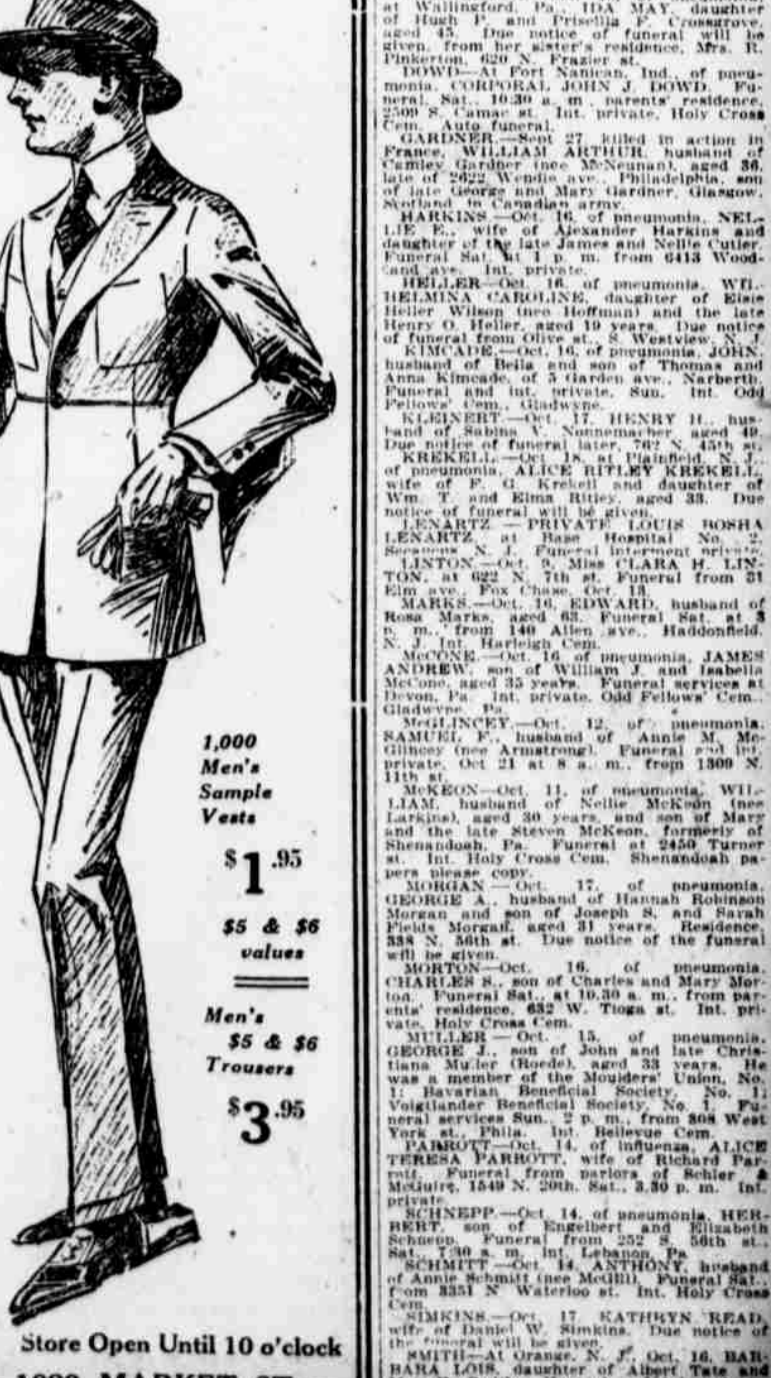 1,000
Men's
Sample
Vests
$1.95
$5 & $6
values
Men's
$5 & $6
Trousers
$3.95
Store Open Until 10 o'clock
MARKET
at Wallingford, Pa., IDA MAY, daughter
of Hugh P. and Priscilla F. Crossgrove,
aged 45. Due notice of funeral will be
given, from her sister's residence, Mrs. R.
Pinkerton, 620 N. Frazier st.
DOWD—At Fort Ind., of pneu-
monia, CORPORAL JOHN J. DOWD. Fu-
neral, Sat., 10:30 a. m., parents' residence,
2509 S. Camac st. Int. private, Holy Cross
Cem. Auto funeral.
GARDNER—Sept 27, killed in action in
France, WILLIAM ARTHUR, husband of
Gardner (nee aged 36,
late of 2622 ave., Philadelphia, son
of late George and Mary Gardner, Glasgow,
Scotland in Canadian army.
HARKINS—Oct. 16, of pneumonia, NEL-
LIE E., wife of Alexander Harkins and
daughter of the late James and Nellie Cutler.
Funeral Sat. at 1 p. m. from 6413 Wood-
land ave. Int. private.
HELLER—Oct. 16, of pneumonia, WIL-
HELMINA CAROLINE, daughter of Elsie
Heller Wilson (nee Hoffman) and the late
Henry O. Heller, aged 19 years. Due notice
of funeral from Olive st., S. Westview, N. J.
KIMCADE.—Oct. 16, of pneumonia, JOHN,
husband of Bella and son of Thomas and
Anna Kimcade, of 5 Garden ave., Narberth.
Funeral and int. private, Sun. Int. Odd
Fellows' Cem., Gladwyne.
KLEINERT.—Oct. 17, HENRY H., hus-
band of Sabina V. Nonnemacher, aged 49.
Due notice of funeral later, 762 N. 45th st.
KREKELL.—Oct. 18, at Plainfield, N. J.,
of pneumonia, ALICE RITLEY KREKELL,
wife of F. G. Krekell and daughter of
Wm. T. and Elma Ritley, aged 33. Due
notice of funeral will be given.
LENARTZ — PRIVATE LOUIS BOSHA
LENARTZ, at Base Hospital No. 2,
N. J. Funeral interment private.
LINTON.—Oct. 9, Miss CLARA H. LIN-
TON, at 622 N. 7th st. Funeral from 31
Elm ave., Fox Chase, Oct. 13.
MARKS.—Oct. 16, EDWARD, husband of
Rosa Marks, aged 63. Funeral Sat. at 3
p. m., from 140 Allen ave., Haddonfield,
N. J. Int. Harleigh Cem.
McCONE.—Oct. 16, of pneumonia, JAMES
ANDREW, son of William J. and Isabella
McCone, aged 35 years. Funeral services at
Devon, Pa. Int. private, Odd Fellows' Cem.,
Gladwyne, Pa.
McGLINCEY.—Oct. 12, of pneumonia,
SAMUEL F., husband of Annie M. Mc-
Glincey (nee Armstrong). Funeral and int.
private, Oct 21 at 8 a. m., from 1309 N.
11th st.
McKEON—Oct. 11, of pneumonia, WIL-
LIAM, husband of Nellie McKeon (nee
Larkins), aged 30 years, and son of Mary
and the late Steven McKeon, formerly of
Shenandoah, Pa. Funeral at 2450 Turner
st. Int. Holy Cross Cem. Shenandoah pa-
pers please copy.
MORGAN — Oct. 17, of pneumonia,
GEORGE A., husband of Hannah Robinson
Morgan and son of Joseph S. and Sarah
Fields Morgan, aged 31 years. Residence,
338 N. 56th st. Due notice of the funeral
will be given.
MORTON—Oct. 16, of pneumonia,
CHARLES S., son of Charles and Mary Mor-
ton. Funeral Sat., at 10.30 a. m., from par-
ents' residence, 632 W. Tioga st. Int. pri-
vate, Holy Cross Cem.
MULLER — Oct. 15, of pneumonia,
GEORGE J., son of John and late Chris-
tiana Muller (Roede), aged 33 years. He
was a member of the Moulders' Union, No.
1; Bavarian Beneficial Society, No. 1;
Voigtlander Beneficial Society, No. 1. Fu-
neral services Sun., 2 p. m., from 808 West
York st., Phila. Int. Bellevue Cem.
PARROTT—Oct. 14, of influenza, ALICE
TERESA PARROTT, wife of Richard Par-
rott. Funeral from parlors of Schler &
McGuire, 1549 N. 20th, Sat., 3.30 p. m. Int.
private.
SCHNEPP.—Oct. 14, of pneumonia, HER-
BERT, son of Engelbert and Elizabeth
Schnepp. Funeral from 252 S. 56th st.,
Sat., 7:30 a. m. Int. Lebanon, Pa
SCHMITT—Oct. 14, ANTHONY, husband
of Annie Schmitt (nee McGill). Funeral Sat.,
from 3351 N Waterloo st. Int. Holy Cross
Cem.
SIMKINS.—Oct. 17 KATHRYN READ,
wife of Daniel W. Simkins. Due notice of
the funeral will be given.
SMITH—At Orange, N. J., Oct. 16, BAR-
BARA LOIS, daughter of Albert Tate and